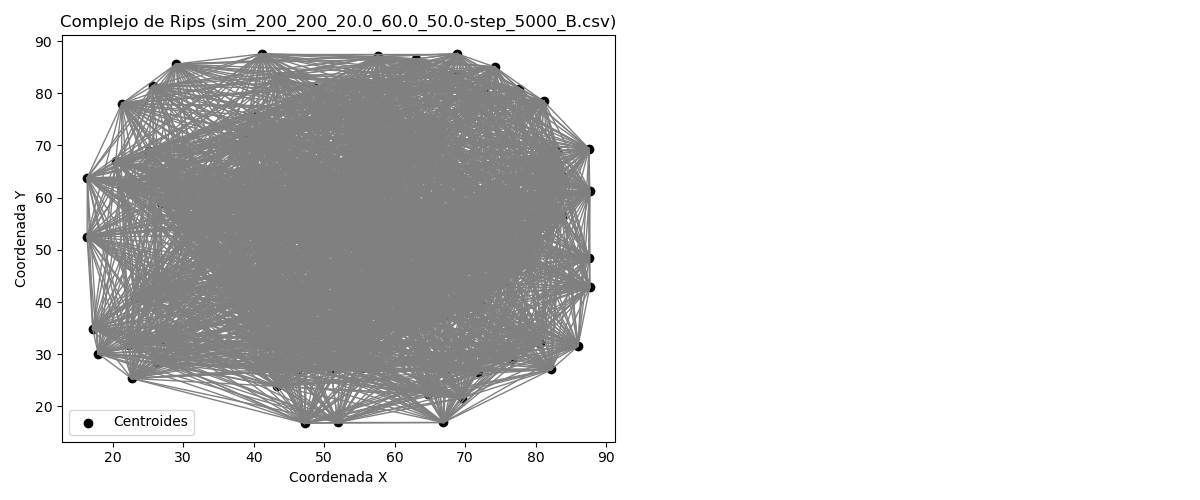 Complejo de Rips (sim_200_200_20.0_60.0_50.0-step_5000_B.csv)
90
80
70
60
50
40
30
20
Coordenada Y
Centroides
20 30 40 50 60 70 80 90
Coordenada X